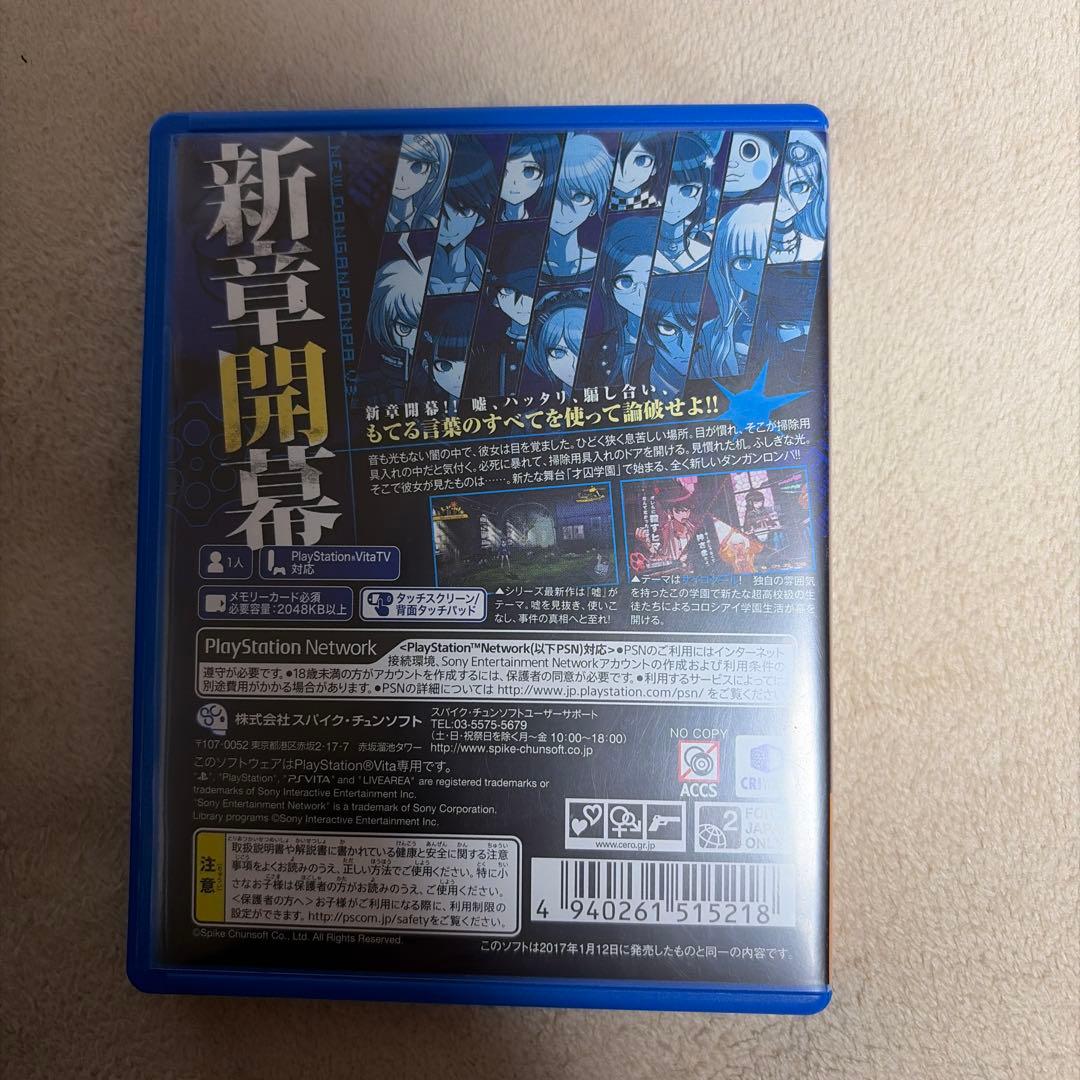 新章開幕
NEW DANGANRONPA V3
新章開幕!! 嘘、ハッタリ、騙し合い、
もてる言葉のすべてを使って論破せよ!!
音も光もない闇の中で、彼女は目を覚ました。ひどく狭く息苦しい場所。目が慣れ、そこが掃除用
具入れの中だと気付く。必死に暴れて、掃除用具入れのドアを開ける。見慣れた机。ふしぎな光。
そこで彼女が見たものは……。新たな舞台「才囚学園」で始まる、全く新しいダンガンロンパ!!
▲シリーズ最新作は「嘘」が
テーマ。嘘を見抜き、使いこ
なし、事件の真相へと至れ!
▲テーマはサイコクール! 独自の雰囲気
を持ったこの学園で新たな超高校級の生
徒たちによるコロシアイ学園生活が幕を
開ける。
1人
PlayStation®VitaTV
対応
メモリーカード必須
必要容量:2048KB以上
タッチスクリーン/
背面タッチパッド
PlayStation Network
<PlayStation™Network(以下PSN)対応>●PSNのご利用にはインターネット
接続環境、Sony Entertainment Networkアカウントの作成および利用条件の
遵守が必要です。●18歳未満の方がアカウントを作成するには、保護者の同意が必要です。●利用するサービスによっては
別途費用がかかる場合があります。●PSNの詳細については http://www.jp.playstation.com/psn/ をご覧くださ
株式会社スパイク・チュンソフト
スパイク・チュンソフトユーザーサポート
TEL:03-5575-5679
(土・日・祝祭日を除く月~金 10:00~18:00)
〒107-0052 東京都港区赤坂2-17-7 赤坂溜池タワー http://www.spike-chunsoft.co.jp
このソフトウェアはPlayStation®Vita専用です。
"PlayStation", "PSVITA" and "LIVEAREA" are registered trademarks or
trademarks of Sony Interactive Entertainment Inc.
"Sony Entertainment Network" is a trademark of Sony Corporation.
Library programs ©Sony Interactive Entertainment Inc.
NO COPY
ACCS
CRI
www.cero.gr.jp
2
FOR
JAPAN
ONLY
注意
取扱説明書や解説書に書かれている健康と安全に関する注意
事項をよくお読みのうえ、正しい方法でご使用ください。特に小
さなお子様は保護者の方がお読みのうえ、ご使用ください。
<保護者の方へ>お子様がご利用になる際に、利用制限の
設定ができます。http://pscom.jp/safetyをご覧ください。
4 940261 515218
©Spike Chunsoft Co., Ltd. All Rights Reserved.
このソフトは2017年1月12日に発売したものと同一の内容です。